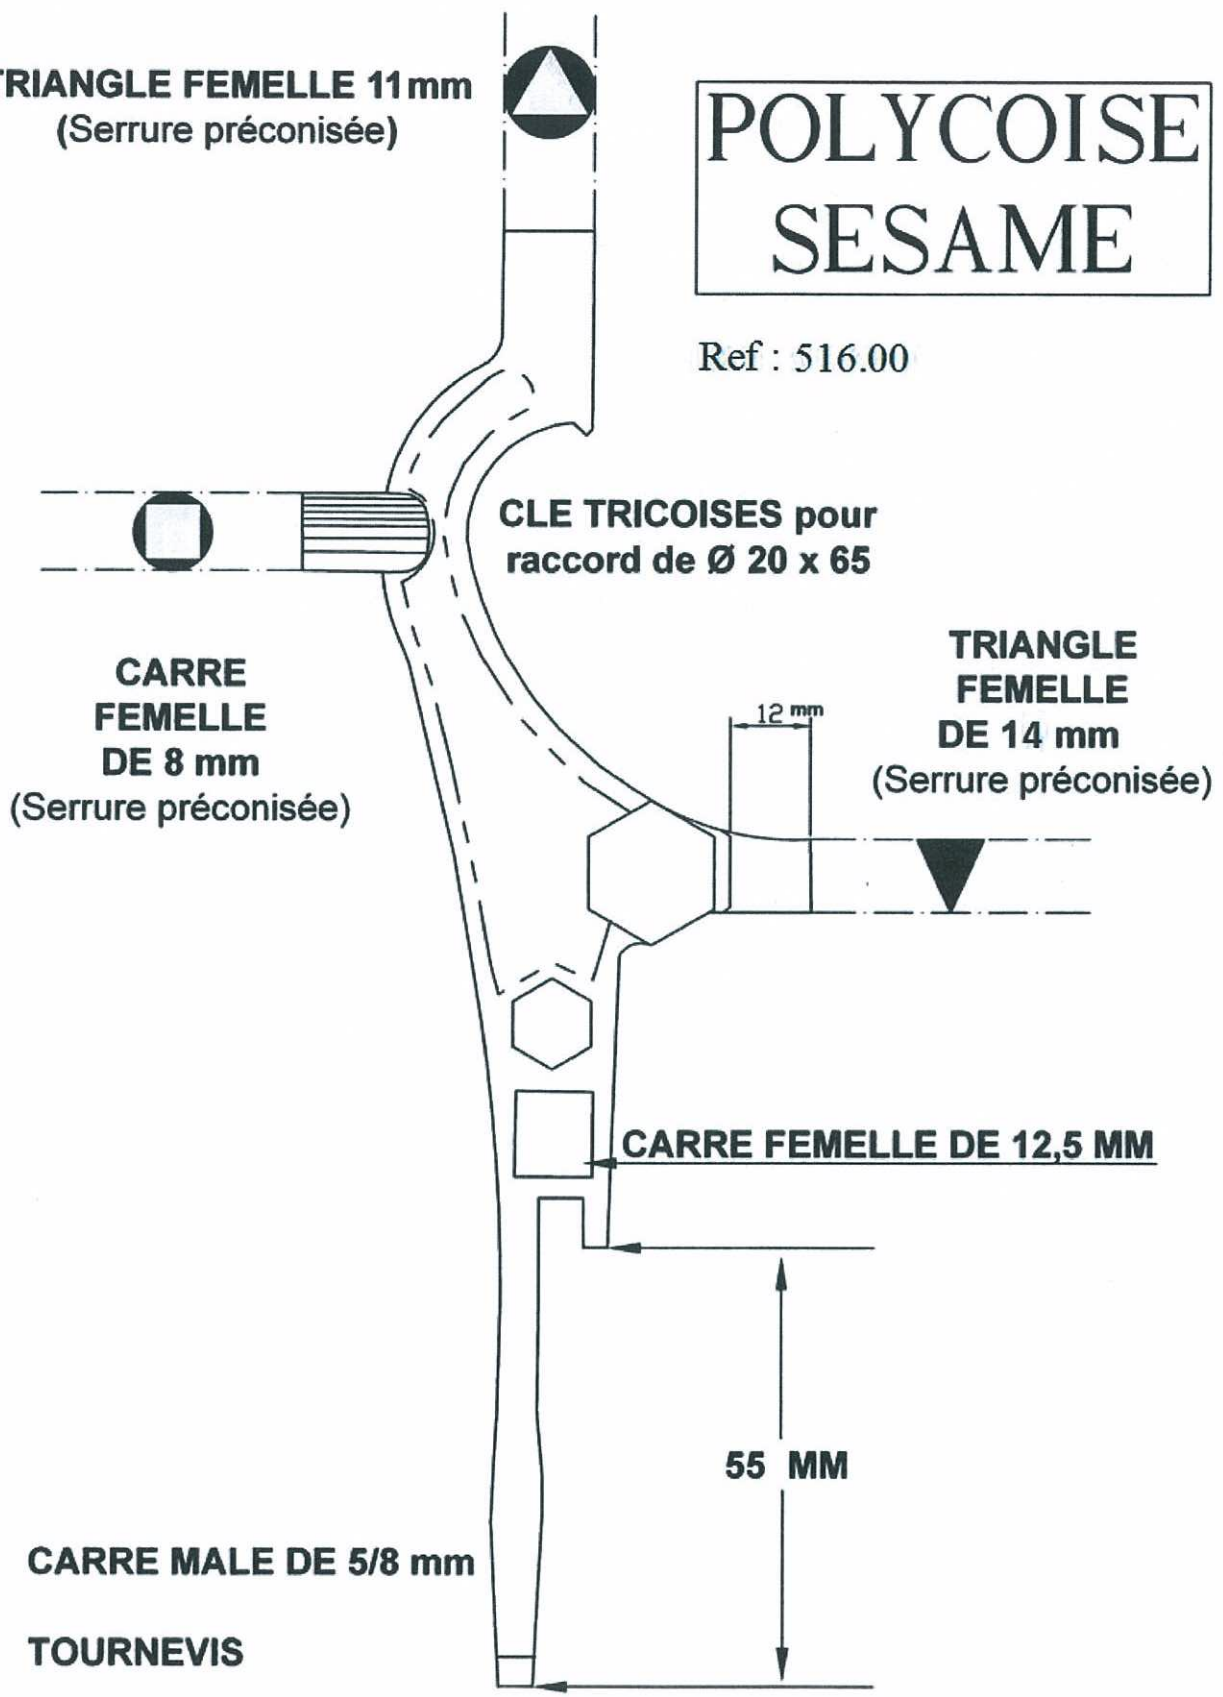 TRIANGLE FEMELLE 11mm
(Serrure préconisée)
POLYCOISE
SESAME
Ref : 516.00
CLE TRICOISES pour
raccord de Ø 20 x 65
CARRE
FEMELLE
DE 8 mm
(Serrure préconisée)
TRIANGLE
FEMELLE
DE 14 mm
(Serrure préconisée)
12 mm
CARRE FEMELLE DE 12,5 MM
55 MM
CARRE MALE DE 5/8 mm
TOURNEVIS